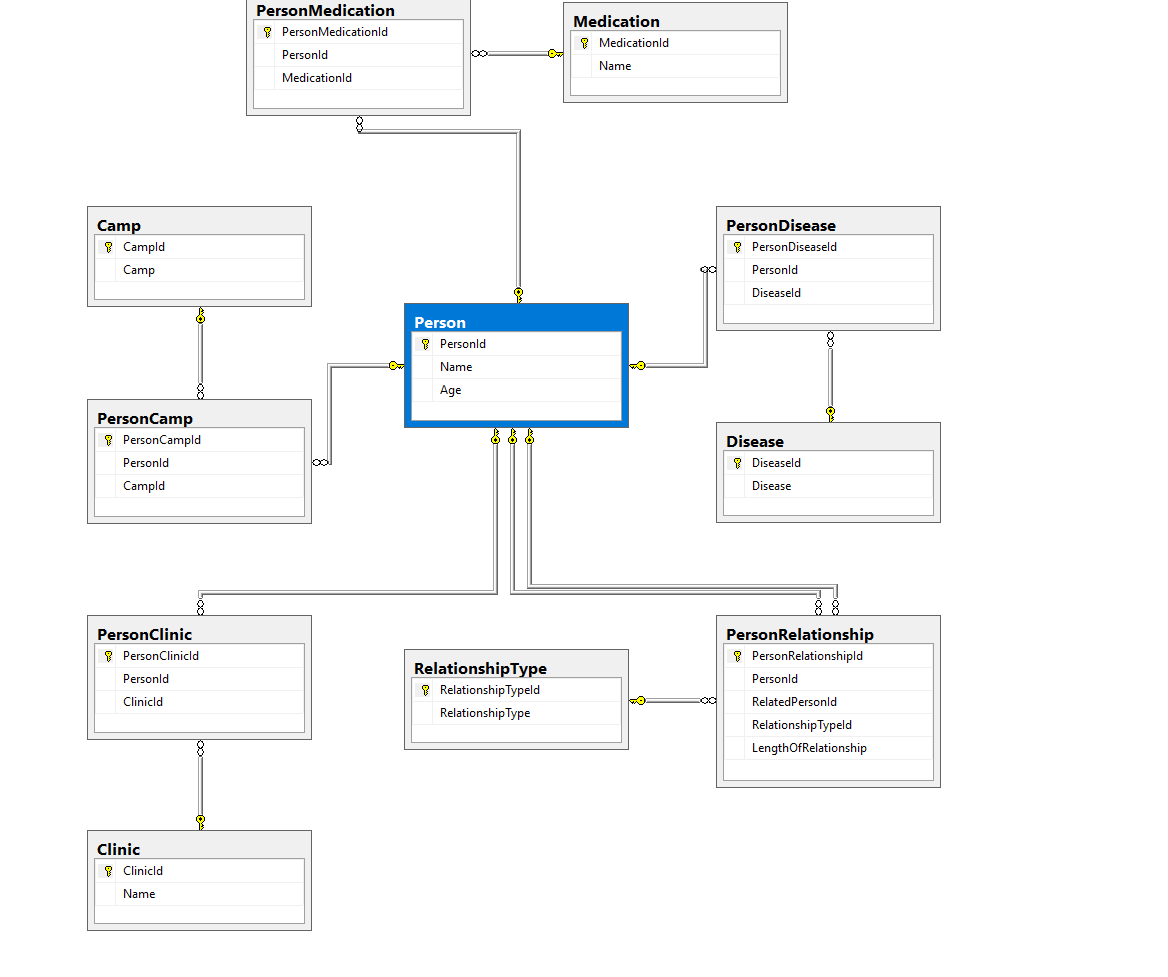 PersonMedication
PersonMedicationId
PersonId
MedicationId
Medication
MedicationId
Name
Camp
CampId
Camp
PersonDisease
PersonDiseaseId
PersonId
DiseaseId
Person
PersonId
Name
Age
PersonCamp
PersonCampId
PersonId
CampId
Disease
DiseaseId
Disease
PersonClinic
PersonClinicId
PersonId
ClinicId
RelationshipType
RelationshipTypeId
RelationshipType
PersonRelationship
PersonRelationshipId
PersonId
RelatedPersonId
RelationshipTypeId
LengthOfRelationship
Clinic
ClinicId
Name